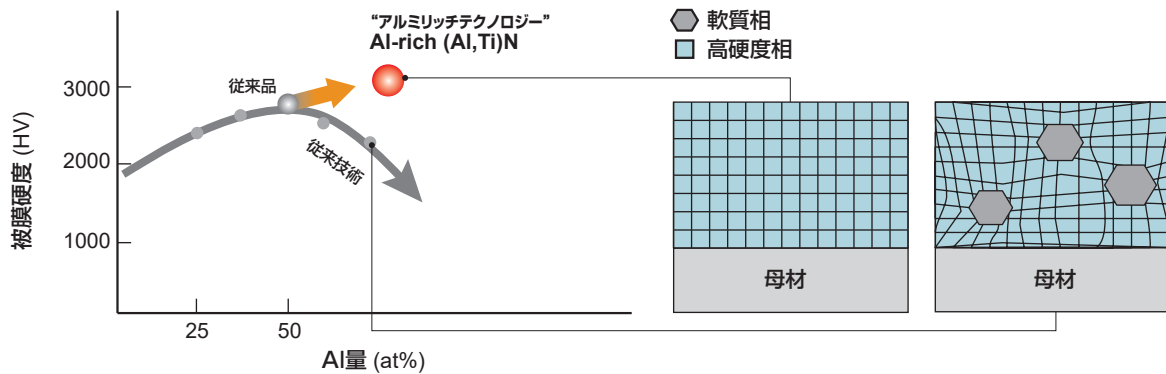 “アルミリッチテクノロジー”
Al-rich (Al,Ti)N
従来品
従来技術
被膜硬度 (HV)
3000
2000
1000
25
50
Al量 (at%)
軟質相
高硬度相
母材
母材